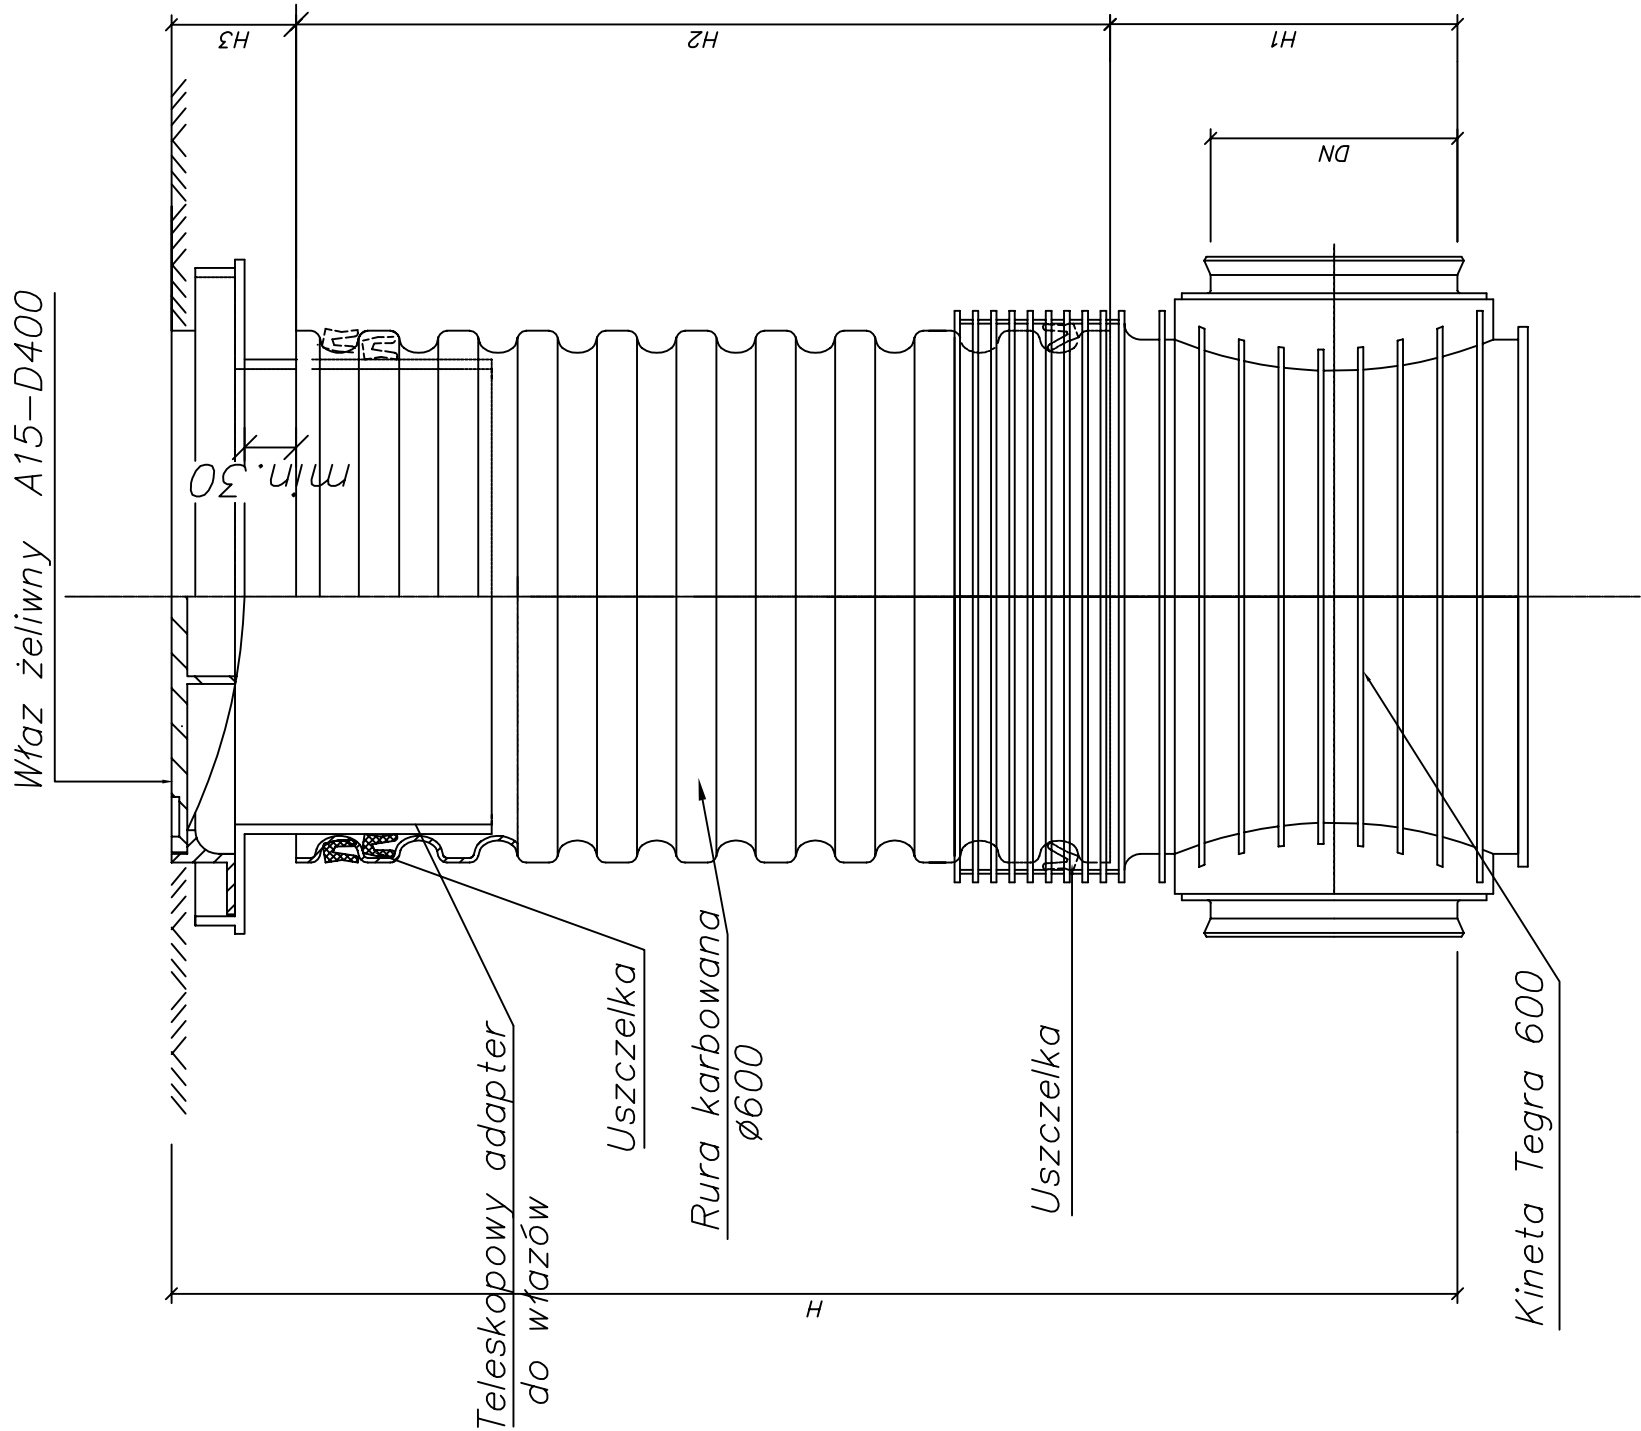 Właz żeliwny A15-D400
H3
H2
H1
DN
min.30
Teleskopowy adapter
do włazów
Uszczelka
Rura karbowana
ø600
Uszczelka
Kineta Tegra 600
H